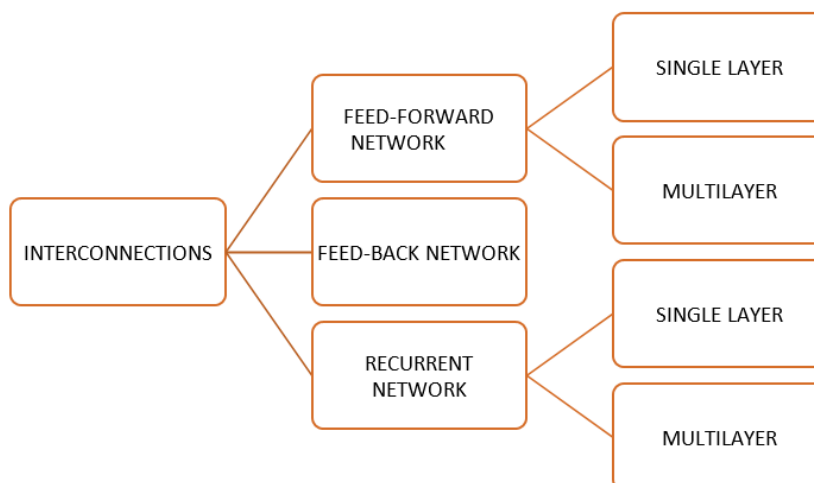 INTERCONNECTIONS
FEED-FORWARD
NETWORK
FEED-BACK NETWORK
RECURRENT
NETWORK
SINGLE LAYER
MULTILAYER
SINGLE LAYER
MULTILAYER